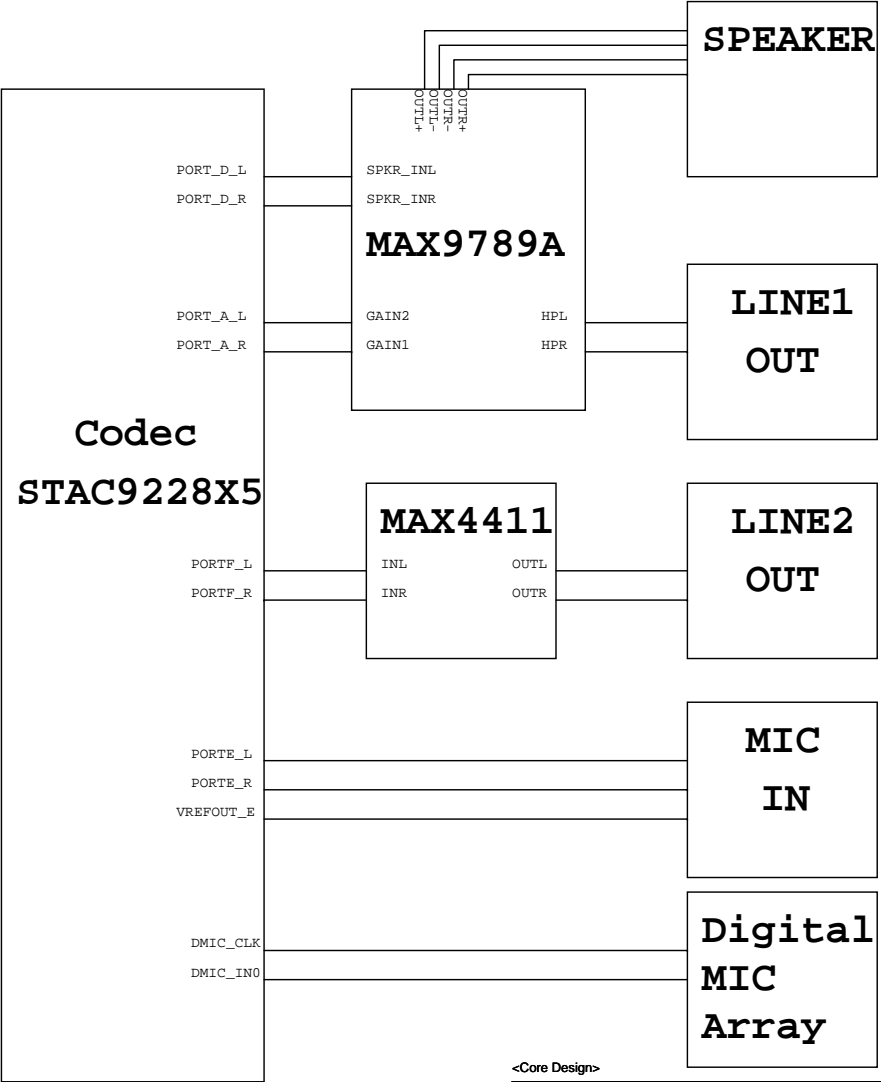 SPEAKER
OUTL+
OUTL-
OUTR-
OUTR+
PORT_D_L
SPKR_INL
PORT_D_R
SPKR_INR
MAX9789A
PORT_A_L
GAIN2
HPL
PORT_A_R
GAIN1
HPR
LINE1
OUT
Codec
STAC9228X5
MAX4411
LINE2
OUT
PORTF_L
INL
OUTL
PORTF_R
INR
OUTR
MIC
IN
PORTE_L
PORTE_R
VREFOUT_E
Digital
MIC
Array
DMIC_CLK
DMIC_IN0
<Core Design>